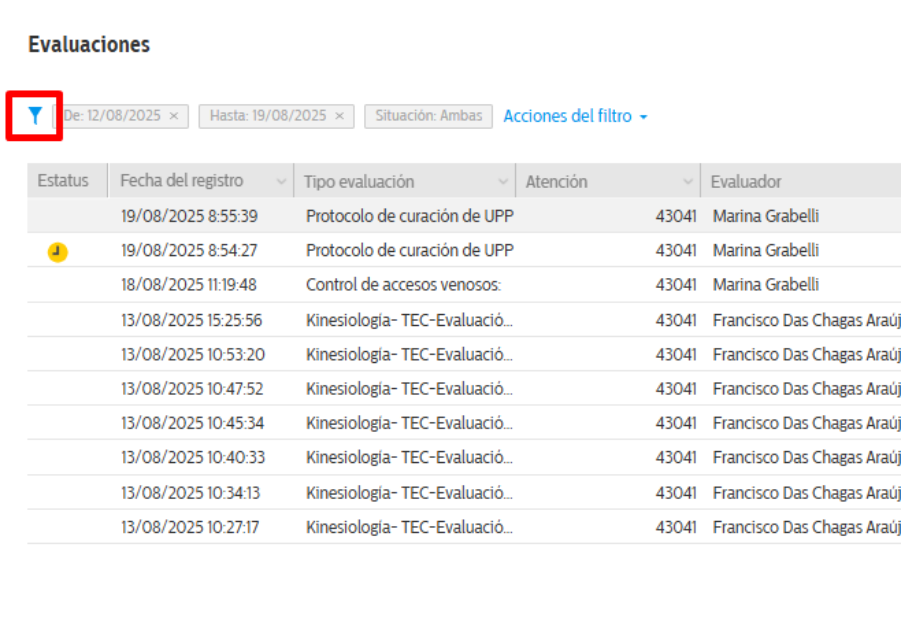 Evaluaciones
De: 12/08/2025 × Hasta: 19/08/2025 × Situación: Ambas Acciones del filtro
Estatus Fecha del registro Tipo evaluación Atención Evaluador
19/08/2025 8:55:39 Protocolo de curación de UPP 43041 Marina Grabelli
19/08/2025 8:54:27 Protocolo de curación de UPP 43041 Marina Grabelli
18/08/2025 11:19:48 Control de accesos venosos: 43041 Marina Grabelli
13/08/2025 15:25:56 Kinesiología- TEC-Evaluació... 43041 Francisco Das Chagas Araúj
13/08/2025 10:53:20 Kinesiología- TEC-Evaluació... 43041 Francisco Das Chagas Araúj
13/08/2025 10:47:52 Kinesiología- TEC-Evaluació... 43041 Francisco Das Chagas Araúj
13/08/2025 10:45:34 Kinesiología- TEC-Evaluació... 43041 Francisco Das Chagas Araúj
13/08/2025 10:40:33 Kinesiología- TEC-Evaluació... 43041 Francisco Das Chagas Araúj
13/08/2025 10:34:13 Kinesiología- TEC-Evaluació... 43041 Francisco Das Chagas Araúj
13/08/2025 10:27:17 Kinesiología- TEC-Evaluació... 43041 Francisco Das Chagas Araúj